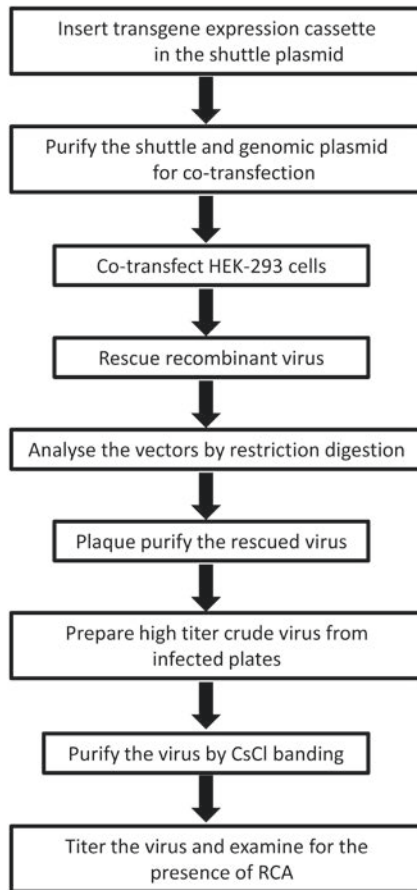 Insert transgene expression cassette
in the shuttle plasmid
Purify the shuttle and genomic plasmid
for co-transfection
Co-transfect HEK-293 cells
Rescue recombinant virus
Analyse the vectors by restriction digestion
Plaque purify the rescued virus
Prepare high titer crude virus from
infected plates
Purify the virus by CsCl banding
Titer the virus and examine for the
presence of RCA